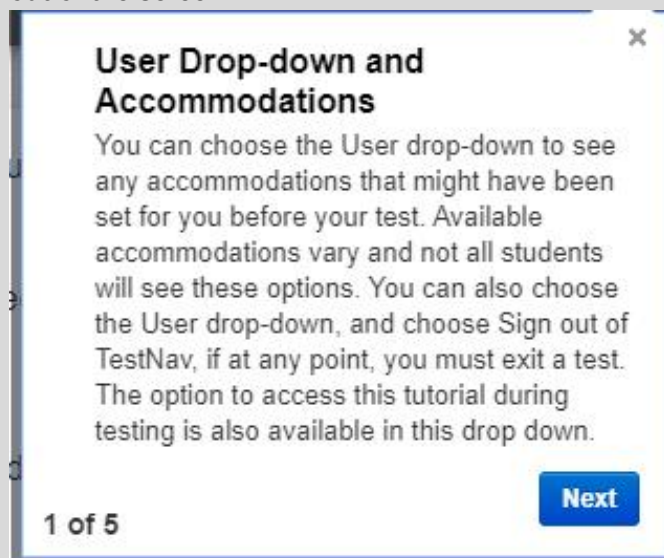 ×
User Drop-down and
Accommodations
You can choose the User drop-down to see
any accommodations that might have been
set for you before your test. Available
accommodations vary and not all students
will see these options. You can also choose
the User drop-down, and choose Sign out of
TestNav, if at any point, you must exit a test.
The option to access this tutorial during
testing is also available in this drop down.
Next
1 of 5